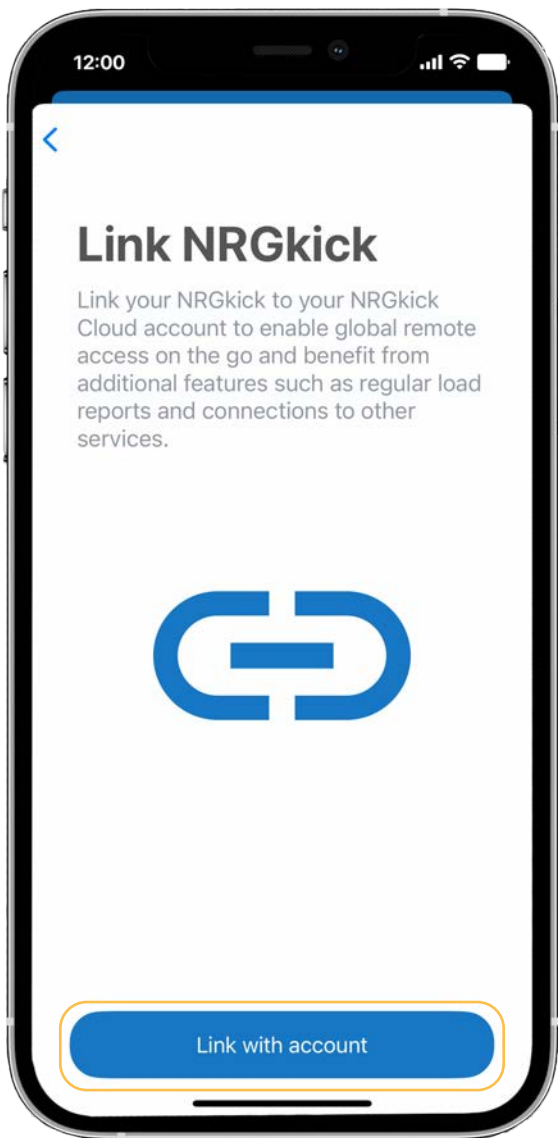 12:00
Link NRGkick
Link your NRGkick to your NRGkick
Cloud account to enable global remote
access on the go and benefit from
additional features such as regular load
reports and connections to other
services.
Link with account